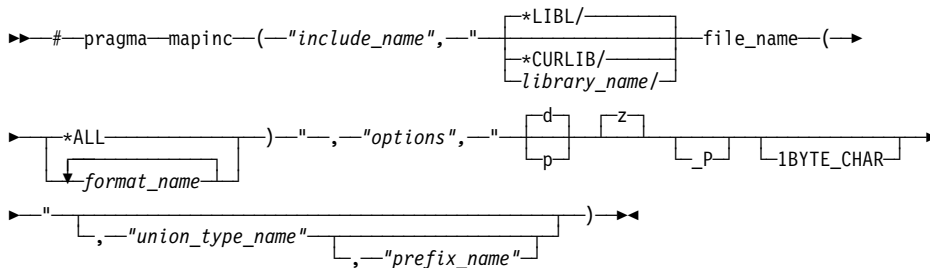 *LIBL/
# pragma mapinc ( "include_name", " file_name (
*CURLIB/
library_name/
*ALL ) " , "options", " d z
format_name p _P 1BYTE_CHAR
" )
, "union_type_name"
, "prefix_name"